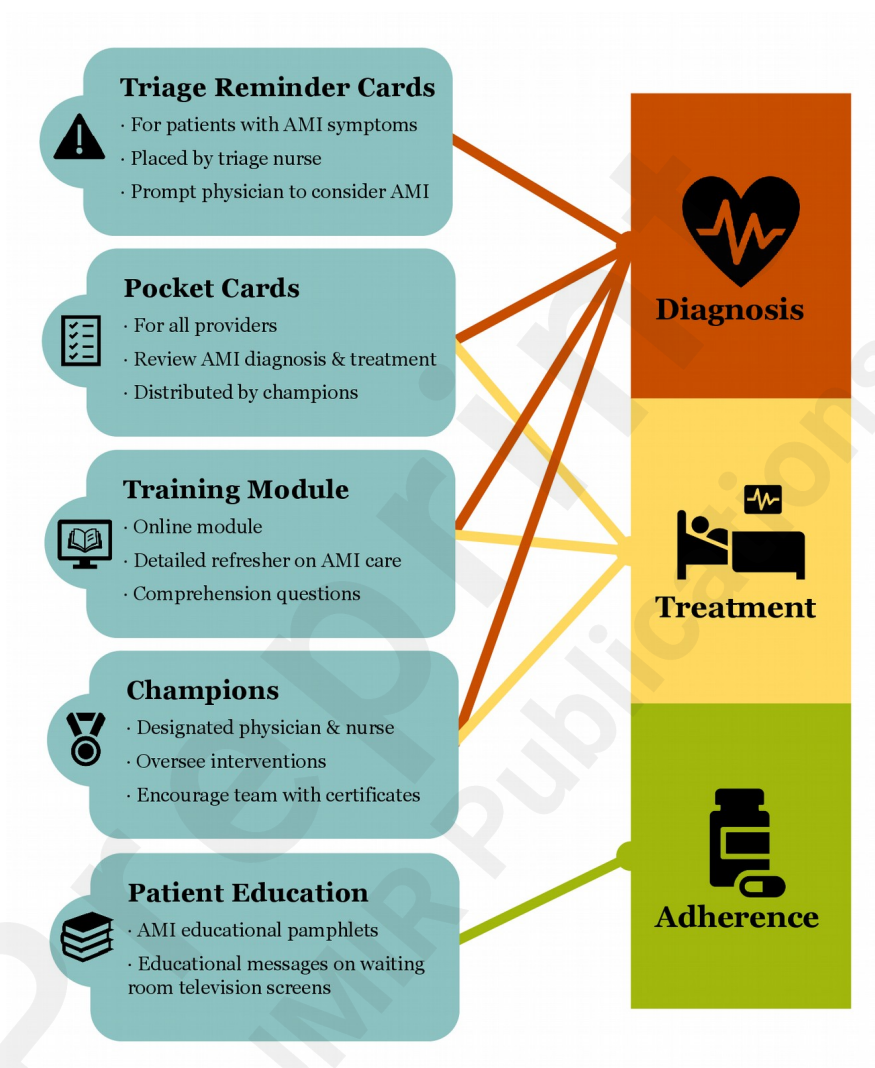 Triage Reminder Cards
· For patients with AMI symptoms
· Placed by triage nurse
· Prompt physician to consider AMI
Pocket Cards
· For all providers
· Review AMI diagnosis & treatment
· Distributed by champions
Training Module
· Online module
· Detailed refresher on AMI care
· Comprehension questions
Champions
· Designated physician & nurse
· Oversee interventions
· Encourage team with certificates
Patient Education
· AMI educational pamphlets
· Educational messages on waiting
room television screens
Diagnosis
Treatment
Adherence
Preprint
JMIR Publications